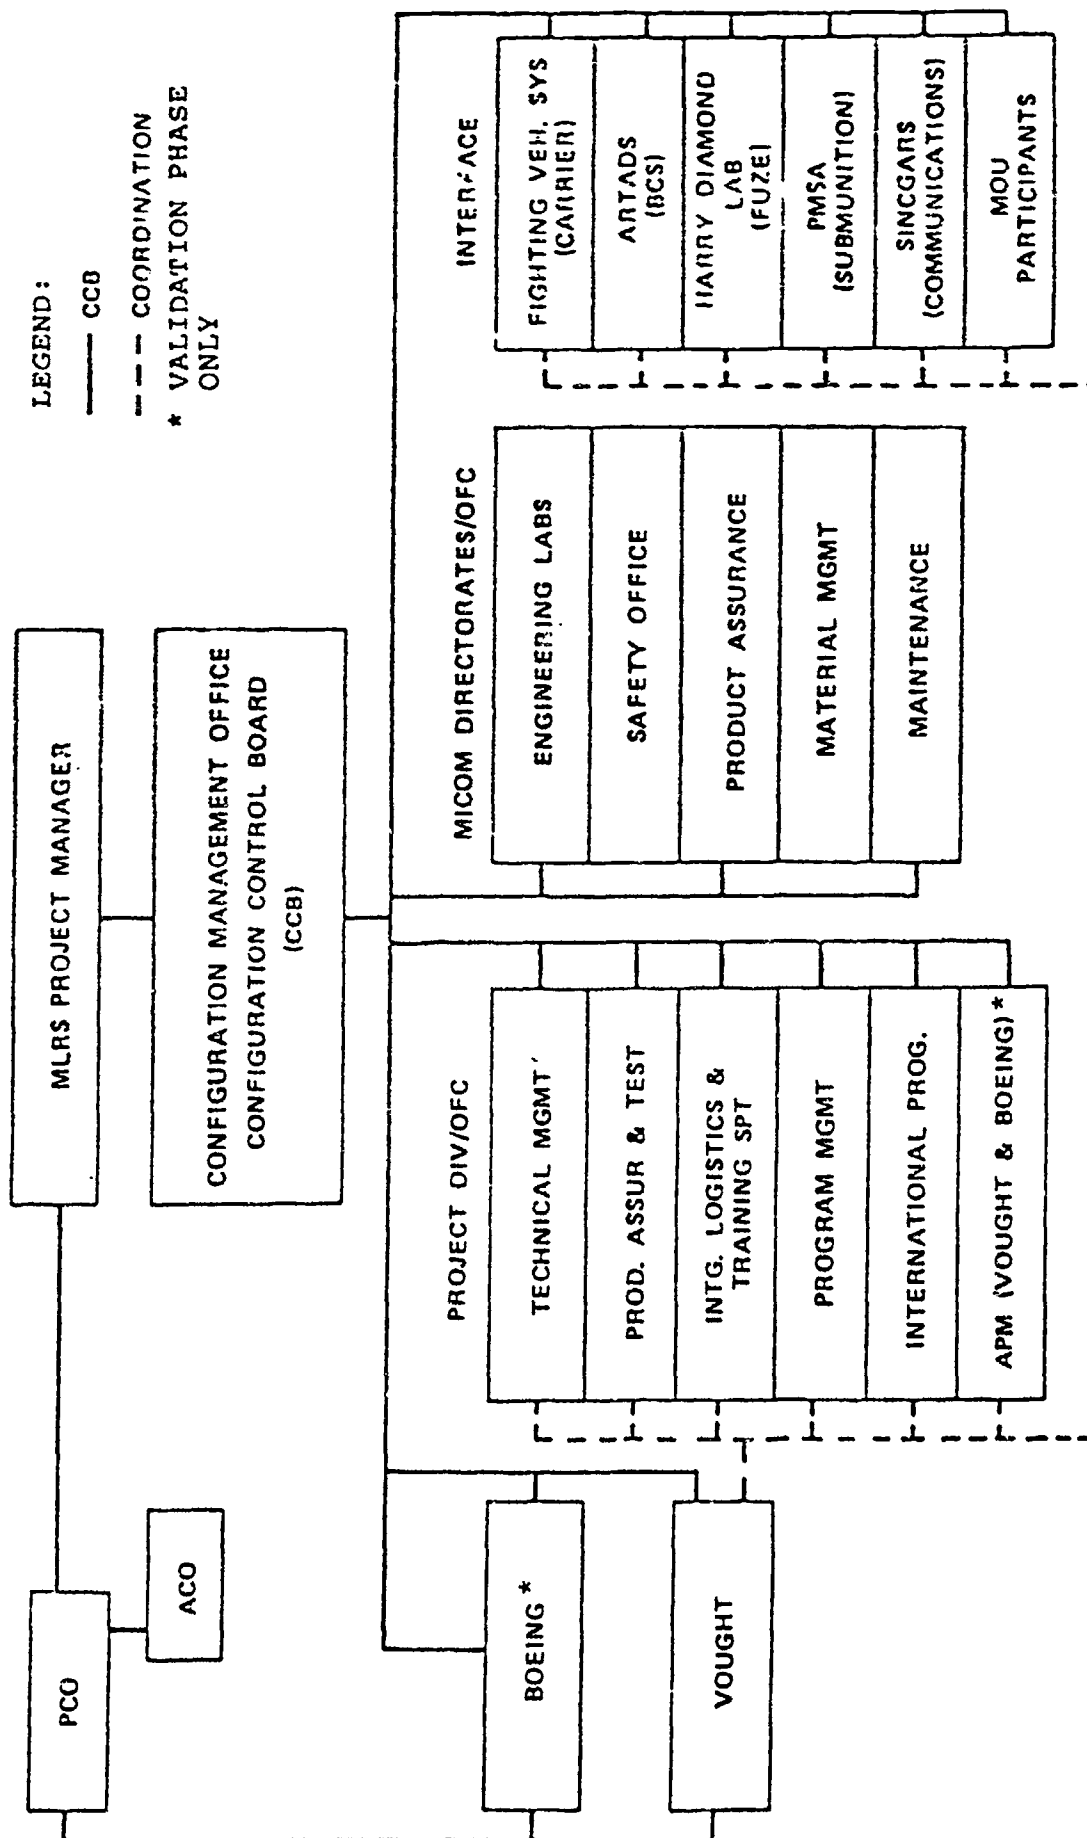 LEGEND:
CCB
COORDINATION
* VALIDATION PHASE
ONLY
MLRS PROJECT MANAGER
PCO
ACO
CONFIGURATION MANAGEMENT OFFICE
CONFIGURATION CONTROL BOARD
(CCB)
BOEING*
VOUGHT
PROJECT DIV/OFC
TECHNICAL MGMT'
PROD. ASSUR & TEST
INTG. LOGISTICS &
TRAINING SPT
PROGRAM MGMT
INTERNATIONAL PROG.
APM (VOUGHT & BOEING)*
MICOM DIRECTORATES/OFC
ENGINEERING LABS
SAFETY OFFICE
PRODUCT ASSURANCE
MATERIAL MGMT
MAINTENANCE
INTERFACE
FIGHTING VEH. SYS
(CARRIER)
ARTADS
(BCS)
HARRY DIAMOND
LAB
(FUZE)
PMSA
(SUBMUNITION)
SINCGARS
(COMMUNICATIONS)
MOU
PARTICIPANTS